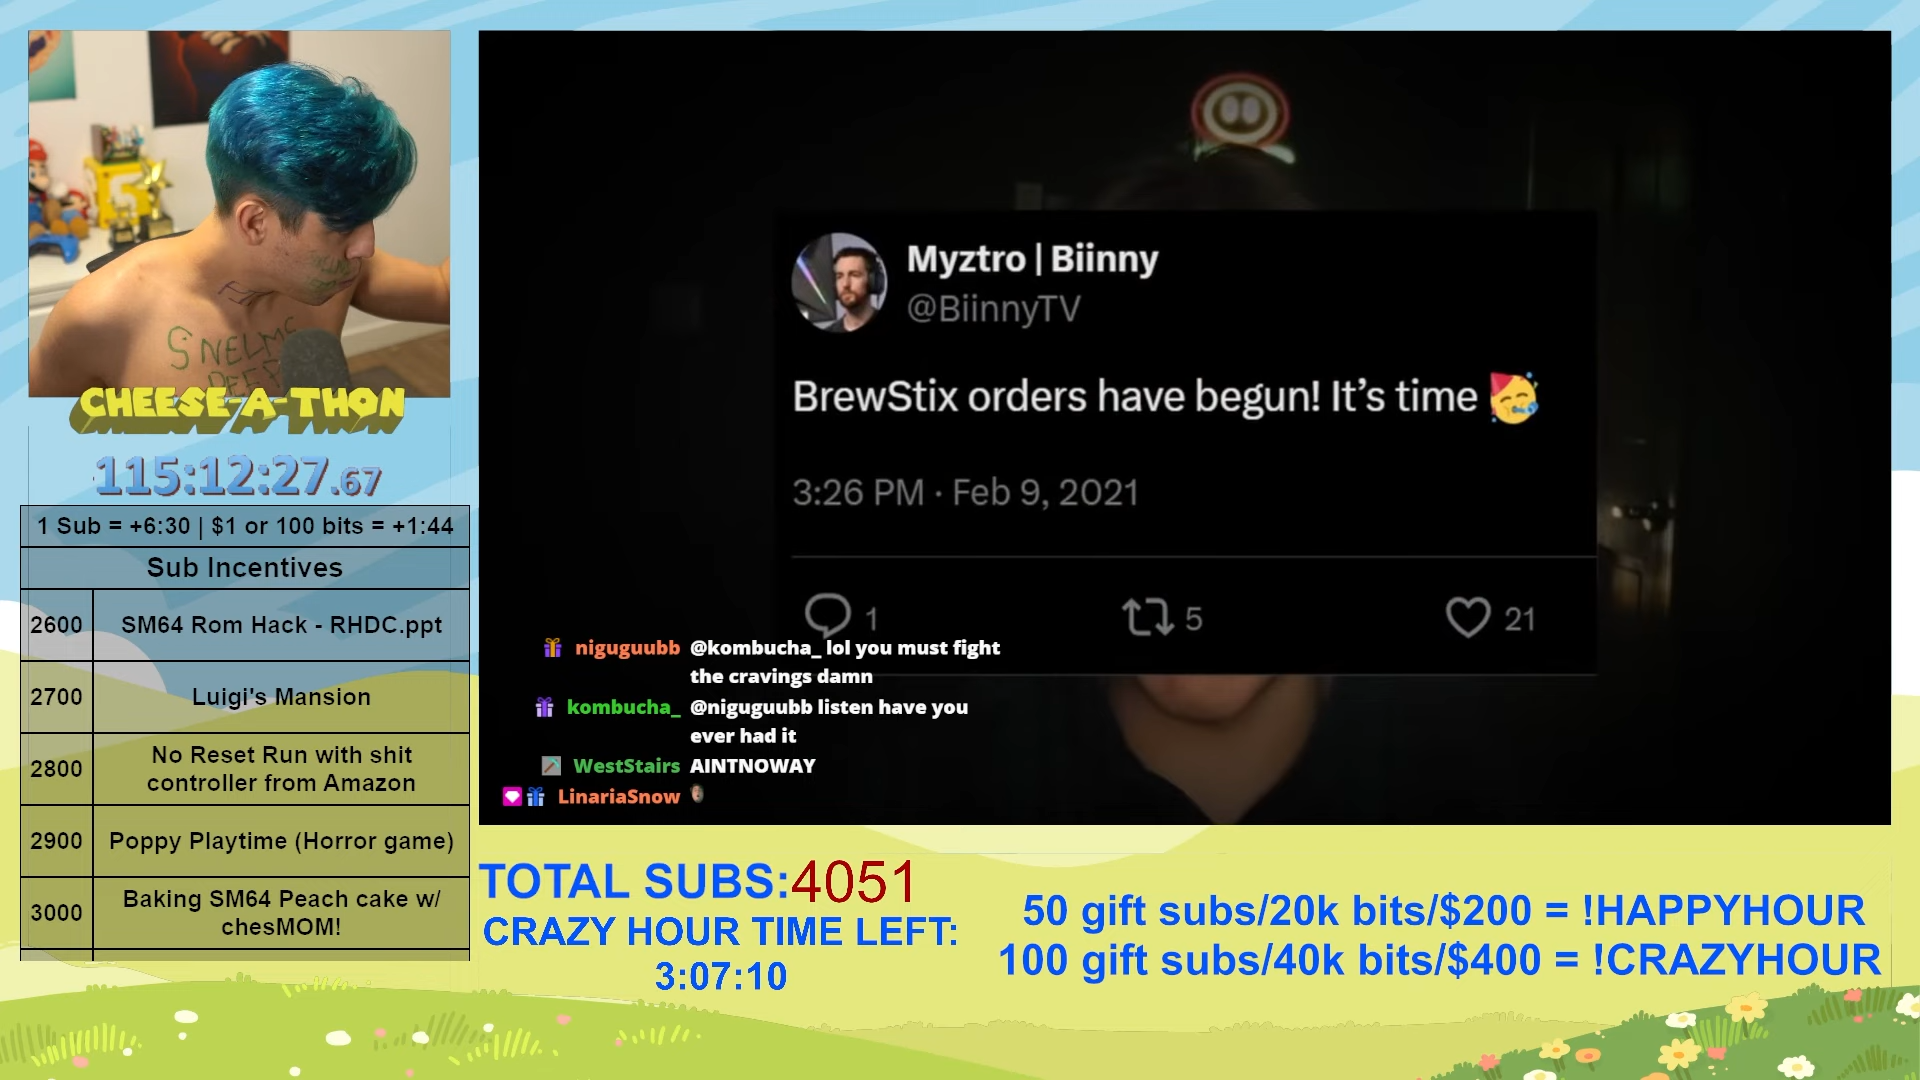 SNELMC
CHEESE-A-THON
115:12:27.67
1 Sub = +6:30 | $1 or 100 bits = +1:44
Sub Incentives
2600 SM64 Rom Hack - RHDC.ppt
2700 Luigi's Mansion
2800 No Reset Run with shit
controller from Amazon
2900 Poppy Playtime (Horror game)
3000 Baking SM64 Peach cake w/
chesMOM!
Myztro | Biinny
@BiinnyTV
BrewStix orders have begun! It's time 🥳
3:26 PM · Feb 9, 2021
1 5 21
niguguubb @kombucha_ lol you must fight
the cravings damn
kombucha_ @niguguubb listen have you
ever had it
WestStairs AINTNOWAY
LinariaSnow
TOTAL SUBS:4051
CRAZY HOUR TIME LEFT:
3:07:10
50 gift subs/20k bits/$200 = !HAPPYHOUR
100 gift subs/40k bits/$400 = !CRAZYHOUR